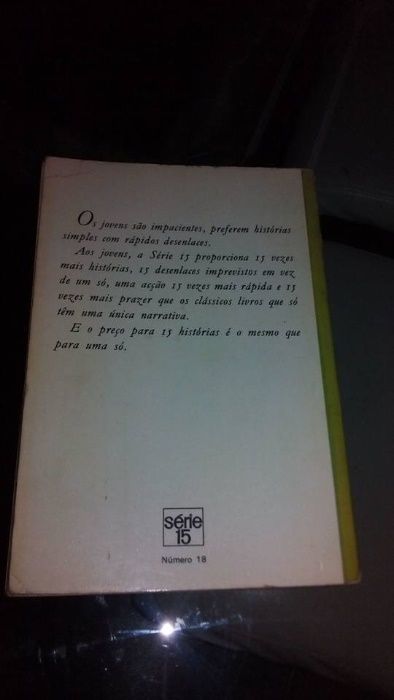 Os jovens são impacientes, preferem histórias
simples com rápidos desenlaces.
Aos jovens, a Série 15 proporciona 15 vezes
mais histórias, 15 desenlaces imprevistos em vez
de um só, uma acção 15 vezes mais rápida e 15
vezes mais prazer que os clássicos livros que só
têm uma única narrativa.
E o preço para 15 histórias é o mesmo que
para uma só.
série
15
Número 18